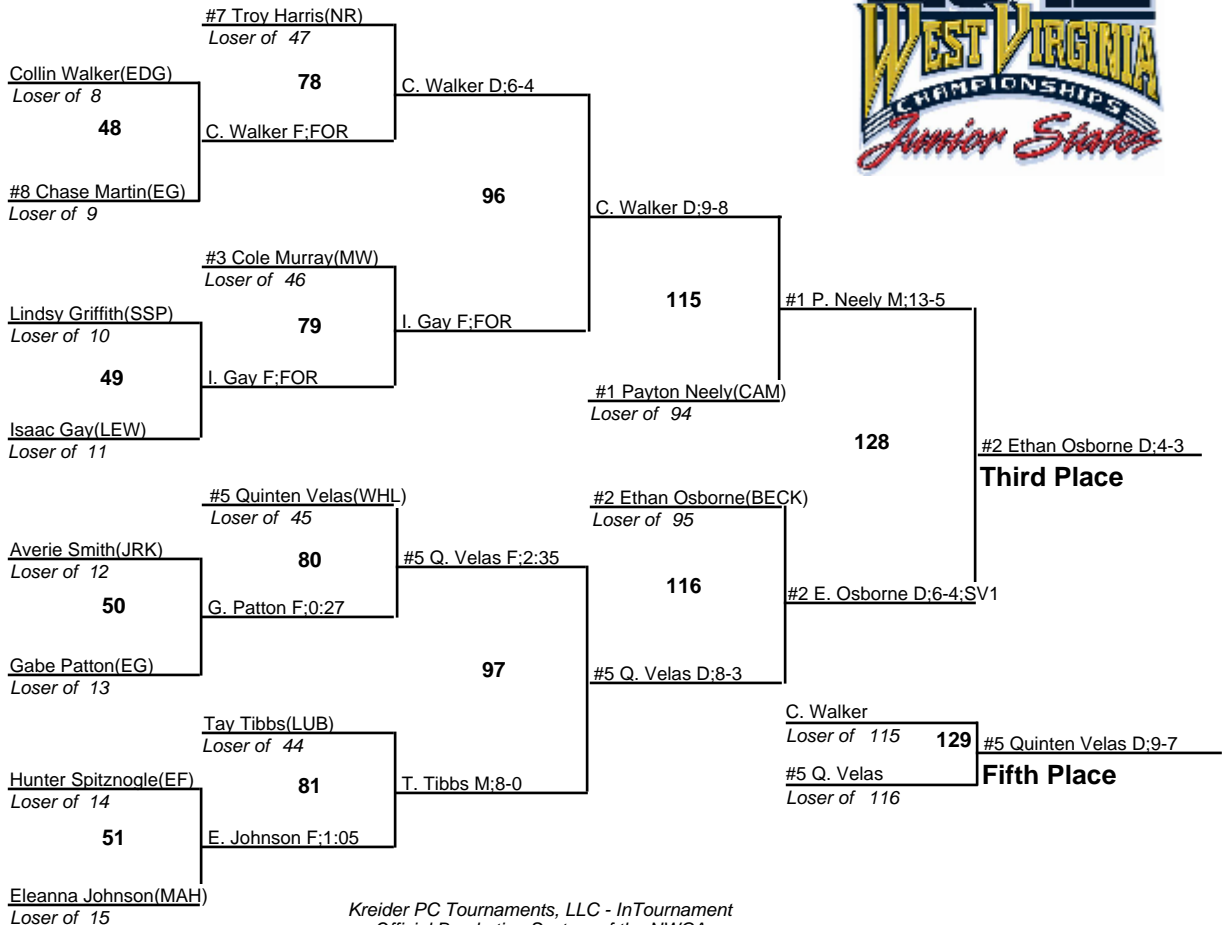 #7 Troy Harris(NR)
Loser of 47
Collin Walker(EDG)
Loser of 8
78
C. Walker D;6-4
48
C. Walker F;FOR
#8 Chase Martin(EG)
Loser of 9
96
C. Walker D;9-8
#3 Cole Murray(MW)
Loser of 46
Lindsy Griffith(SSP)
Loser of 10
79
I. Gay F;FOR
115
#1 P. Neely M;13-5
49
I. Gay F;FOR
#1 Payton Neely(CAM)
Loser of 94
Isaac Gay(LEW)
Loser of 11
128
#2 Ethan Osborne D;4-3
Third Place
#5 Quinten Velas(WHL)
Loser of 45
#2 Ethan Osborne(BECK)
Loser of 95
Averie Smith(JRK)
Loser of 12
80
#5 Q. Velas F;2:35
116
#2 E. Osborne D;6-4;SV1
50
G. Patton F;0:27
Gabe Patton(EG)
Loser of 13
97
#5 Q. Velas D;8-3
Tay Tibbs(LUB)
Loser of 44
C. Walker
Loser of 115
129
#5 Quinten Velas D;9-7
Fifth Place
#5 Q. Velas
Loser of 116
Hunter Spitznogle(EF)
Loser of 14
81
T. Tibbs M;8-0
51
E. Johnson F;1:05
Eleanna Johnson(MAH)
Loser of 15
Kreider PC Tournaments, LLC - InTournament
WEST VIRGINIA
CHAMPIONSHIPS
Junior States